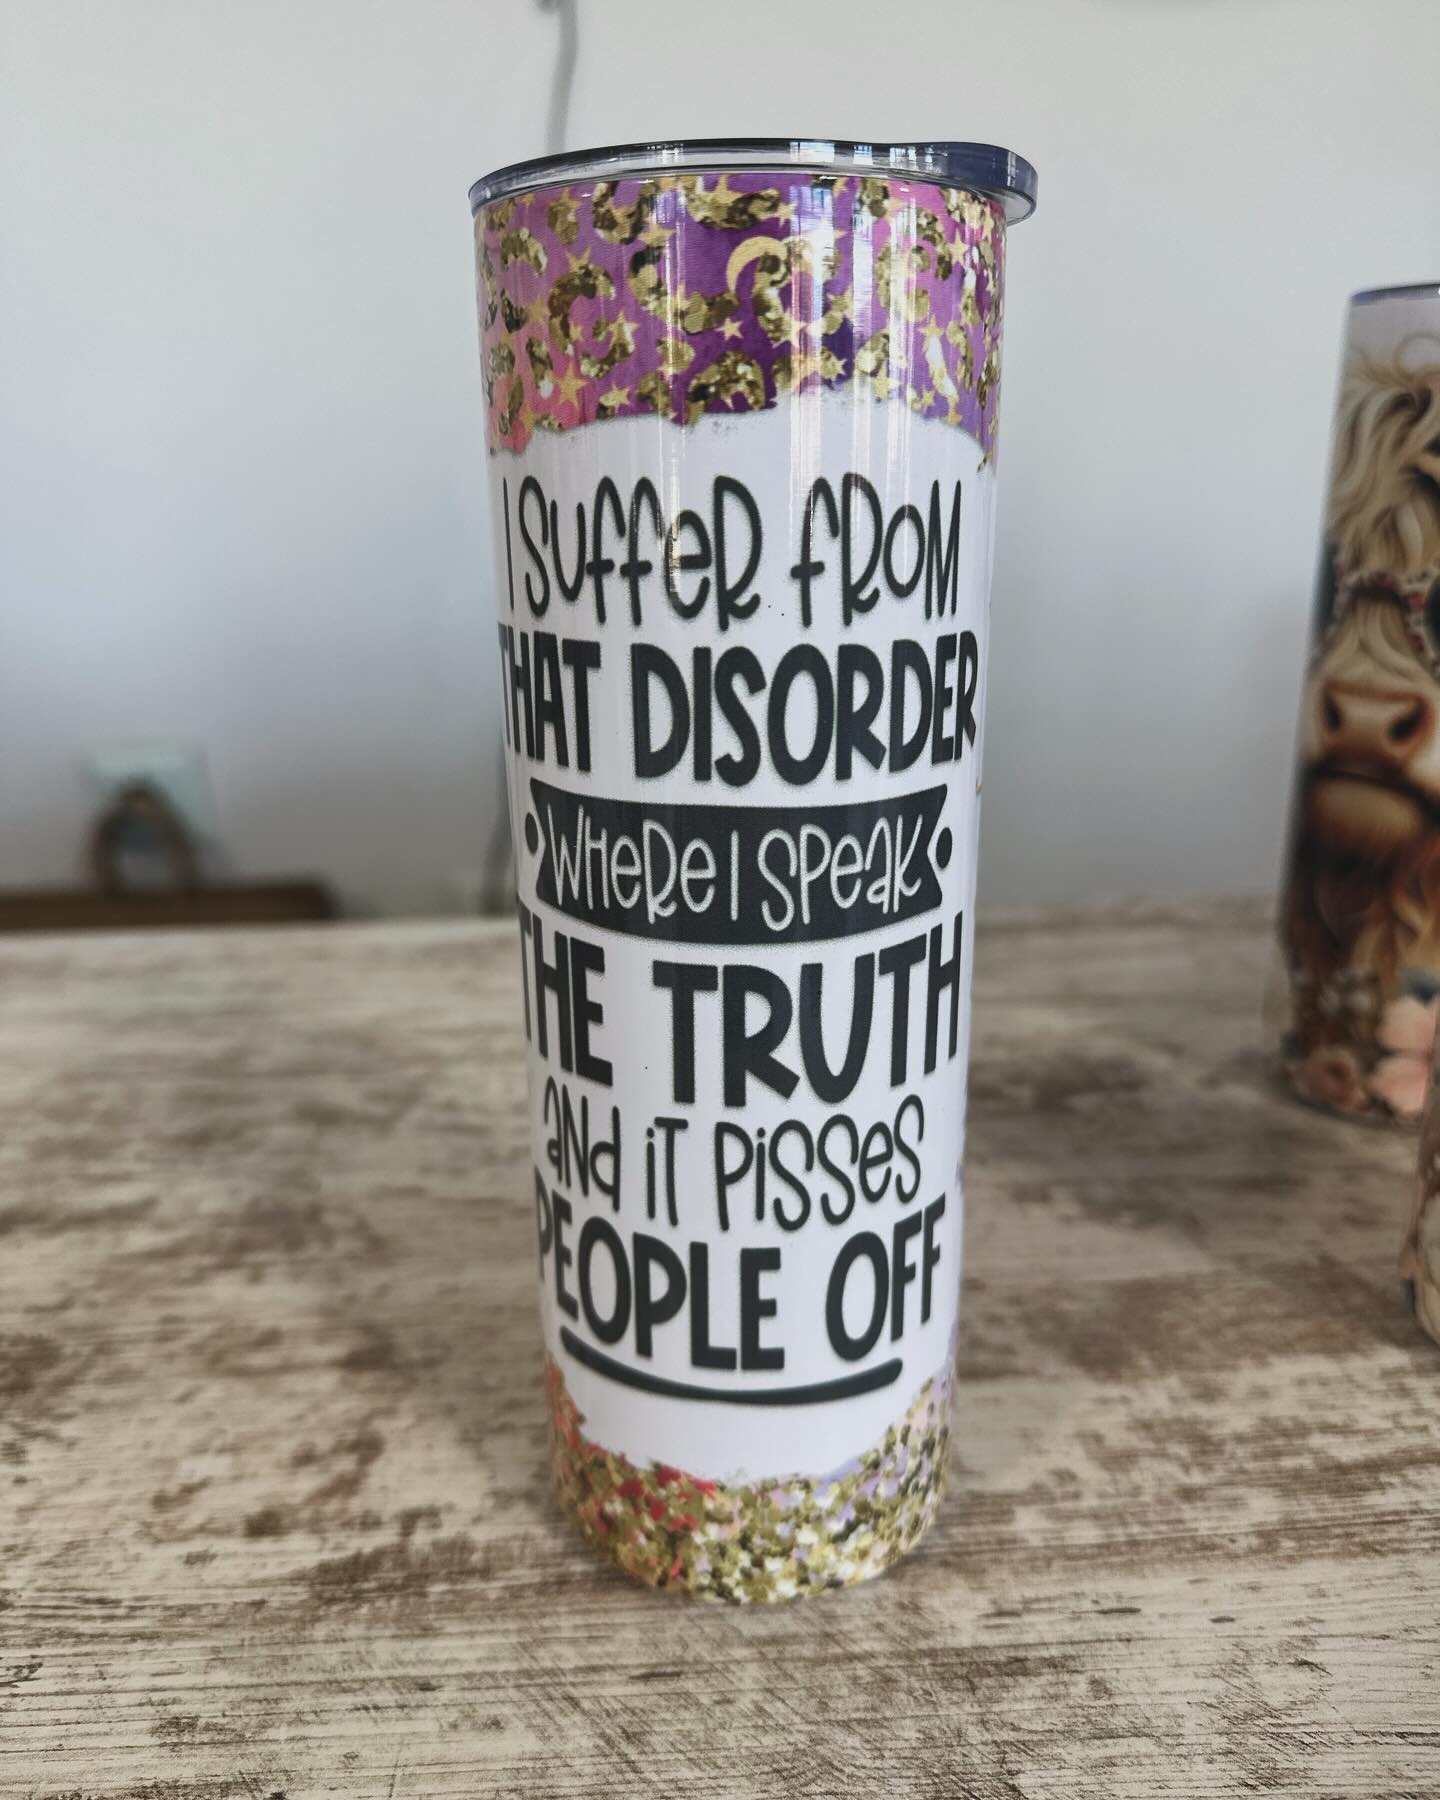 I SuffeR fROM
THAT DISORDER
WHeRe I SPeaK
THE TRUTH
aNd iT PiSSeS
PEOPLE OFF